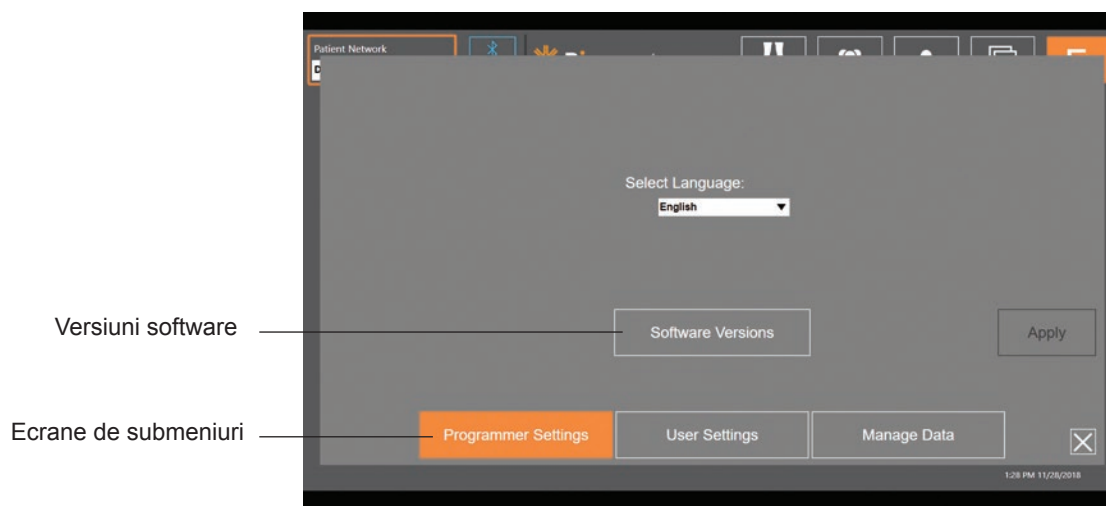 Patient Network
Select Language:
English
Versiuni software
Software Versions
Apply
Ecrane de submeniuri
Programmer Settings
User Settings
Manage Data
1:28 PM 11/28/2018